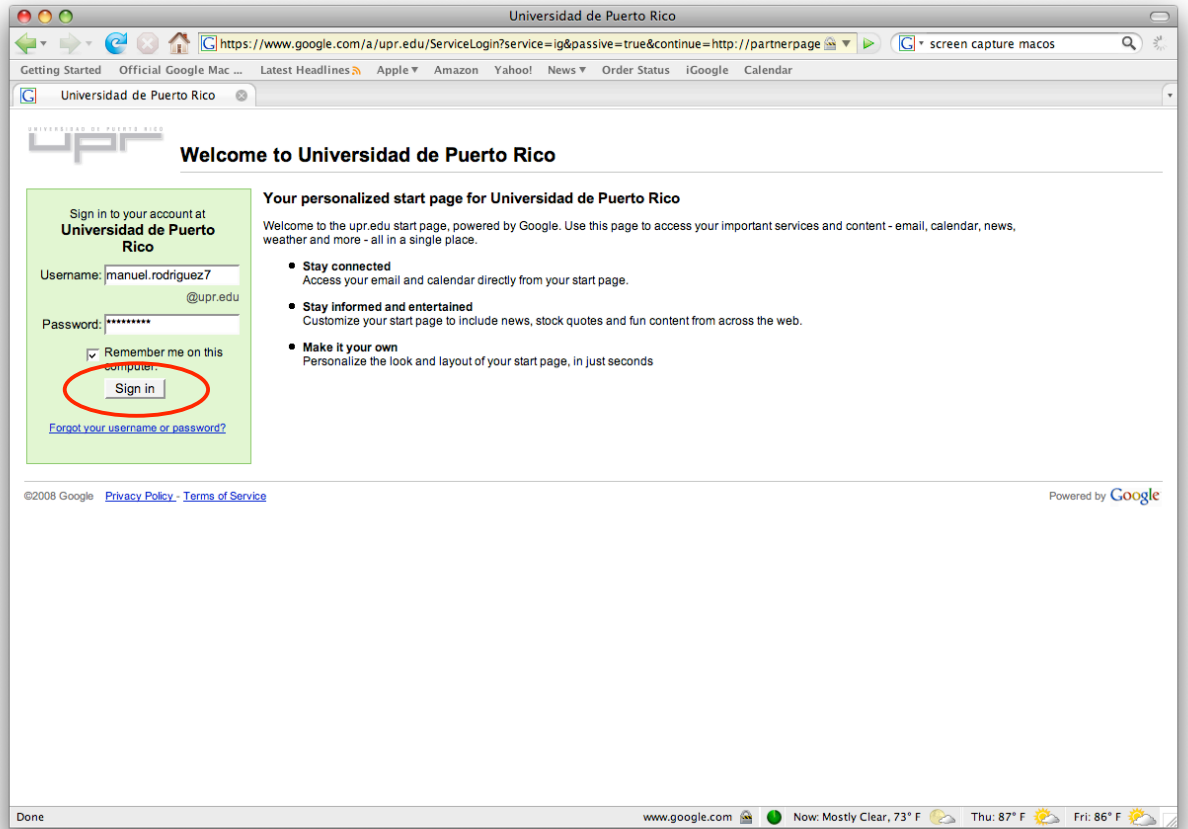 Universidad de Puerto Rico
https://www.google.com/a/upr.edu/ServiceLogin?service=ig&passive=true&continue=http://partnerpage
screen capture macos
Getting Started Official Google Mac ... Latest Headlines Apple Amazon Yahoo! News Order Status iGoogle Calendar
Universidad de Puerto Rico
UNIVERSIDAD DE PUERTO RICO
upr
Welcome to Universidad de Puerto Rico
Sign in to your account at
Universidad de Puerto
Rico
Username: manuel.rodriguez7
@upr.edu
Password: *********
Remember me on this
computer.
Sign in
Forgot your username or password?
Your personalized start page for Universidad de Puerto Rico
Welcome to the upr.edu start page, powered by Google. Use this page to access your important services and content - email, calendar, news,
weather and more - all in a single place.
Stay connected
Access your email and calendar directly from your start page.
Stay informed and entertained
Customize your start page to include news, stock quotes and fun content from across the web.
Make it your own
Personalize the look and layout of your start page, in just seconds
©2008 Google Privacy Policy - Terms of Service
Powered by Google
Done
www.google.com
Now: Mostly Clear, 73° F Thu: 87° F Fri: 86° F